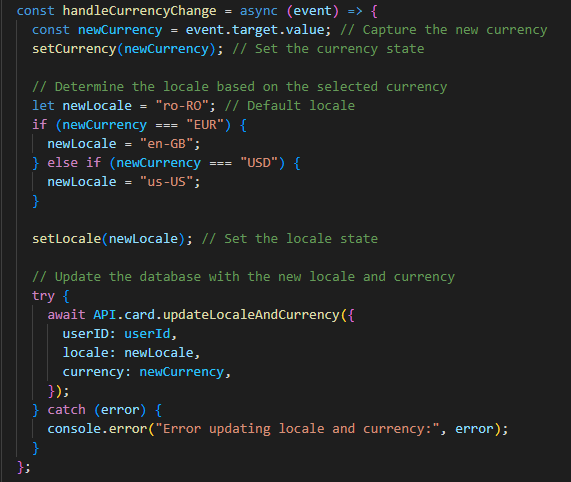 const handleCurrencyChange = async (event) => {
const newCurrency = event.target.value; // Capture the new currency
setCurrency(newCurrency); // Set the currency state
// Determine the locale based on the selected currency
let newLocale = "ro-RO"; // Default locale
if (newCurrency === "EUR") {
newLocale = "en-GB";
} else if (newCurrency === "USD") {
newLocale = "us-US";
}
setLocale(newLocale); // Set the locale state
// Update the database with the new locale and currency
try {
await API.card.updateLocaleAndCurrency({
userID: userId,
locale: newLocale,
currency: newCurrency,
});
} catch (error) {
console.error("Error updating locale and currency:", error);
}
};